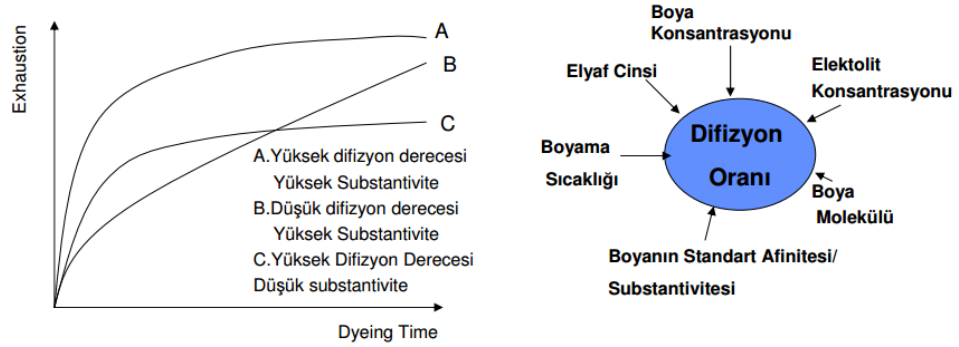 Exhaustion
A
B
C
A.Yüksek difizyon derecesi
Yüksek Substantivite
B.Düşük difizyon derecesi
Yüksek Substantivite
C.Yüksek Difizyon Derecesi
Düşük substantivite
Dyeing Time
Boya
Konsantrasyonu
Elyaf Cinsi
Elektolit
Konsantrasyonu
Difizyon
Oranı
Boyama
Sıcaklığı
Boya
Molekülü
Boyanın Standart Afinitesi/
Substantivitesi